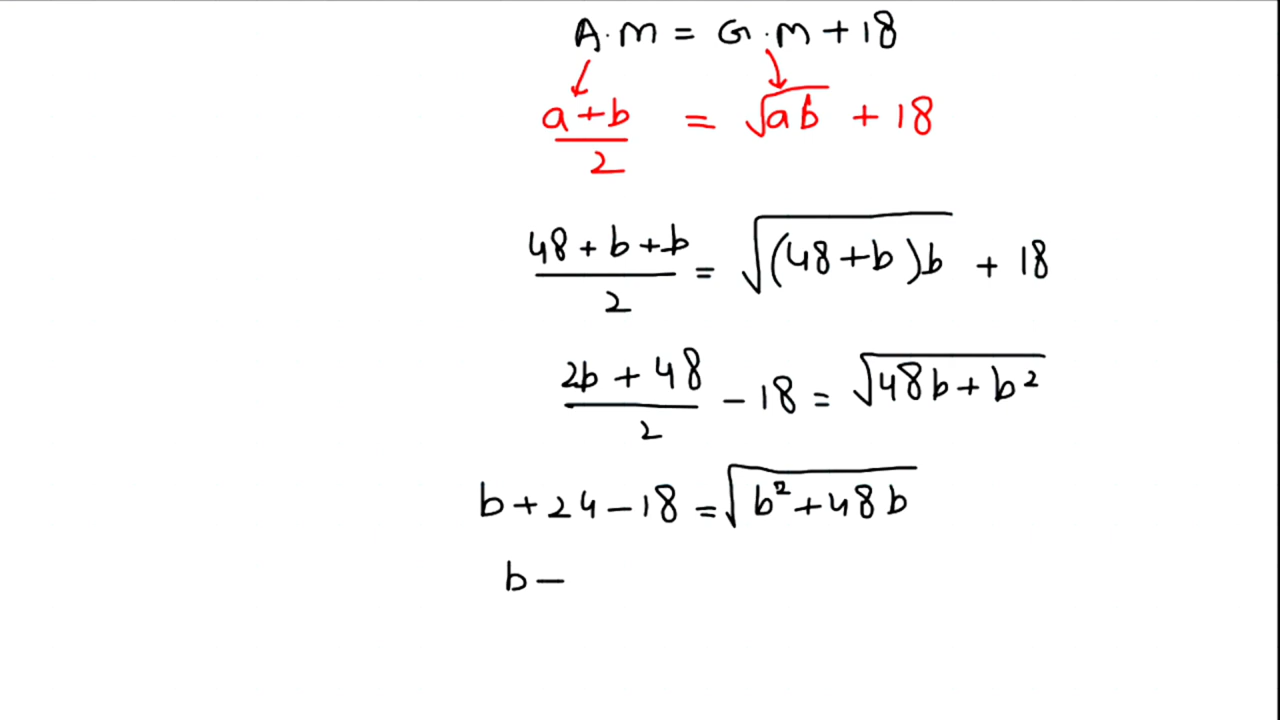 A.M = G.M + 18
a+b/2 = √ab + 18
48+b+b/2 = √(48+b)b + 18
2b+48/2 - 18 = √48b+b²
b+24-18 = √b²+48b
b-